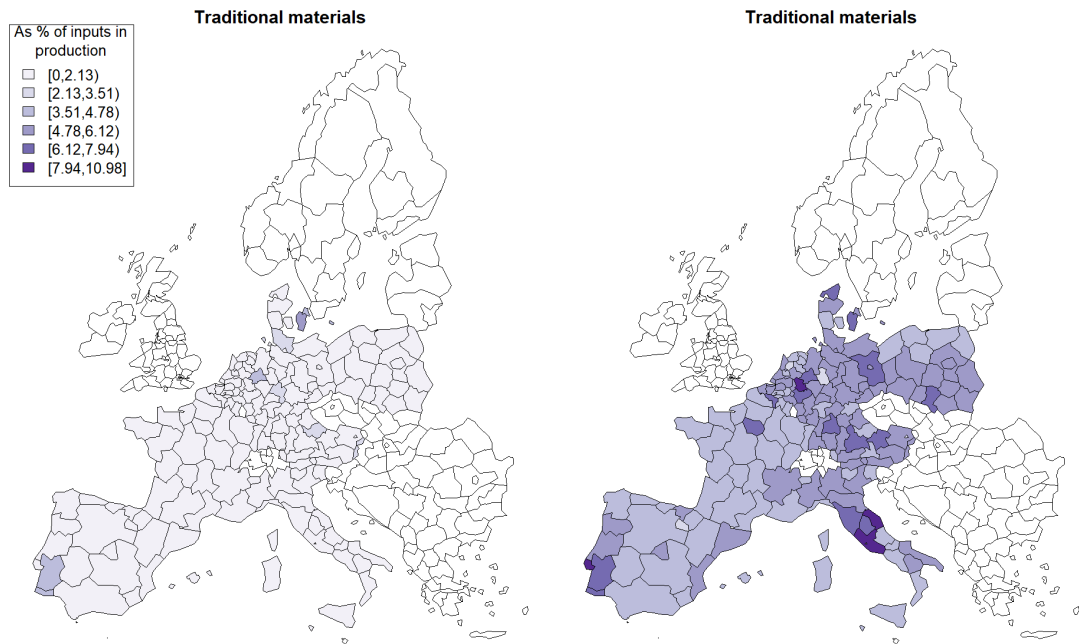 Traditional materials
Traditional materials
As % of inputs in
production
[0,2.13)
[2.13,3.51)
[3.51,4.78)
[4.78,6.12)
[6.12,7.94)
[7.94,10.98]